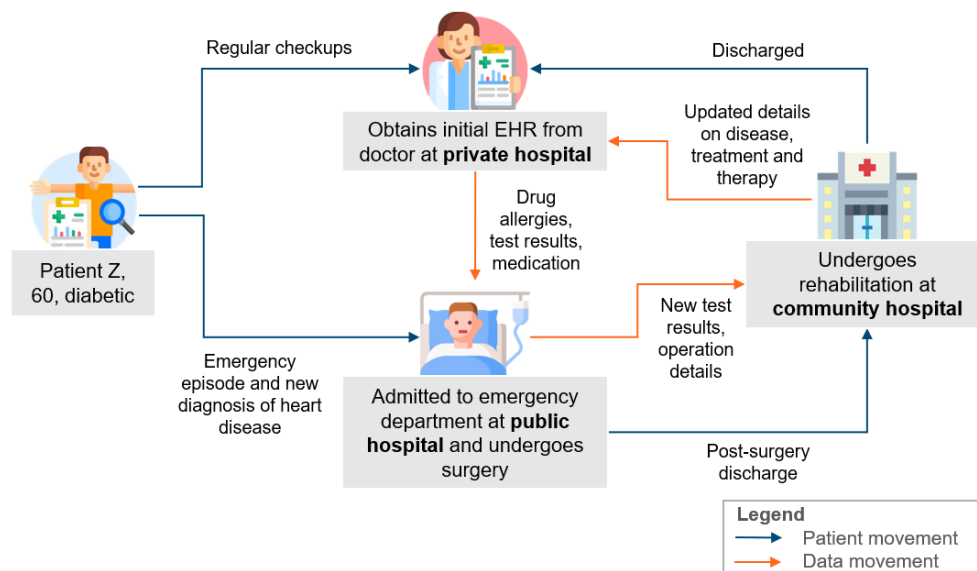 Regular checkups
Discharged
Obtains initial EHR from
doctor at private hospital
Updated details
on disease,
treatment and
therapy
Drug
allergies,
test results,
medication
Patient Z,
60, diabetic
Undergoes
rehabilitation at
community hospital
New test
results,
operation
details
Emergency
episode and new
diagnosis of heart
disease
Admitted to emergency
department at public
hospital and undergoes
surgery
Post-surgery
discharge
Legend
Patient movement
Data movement